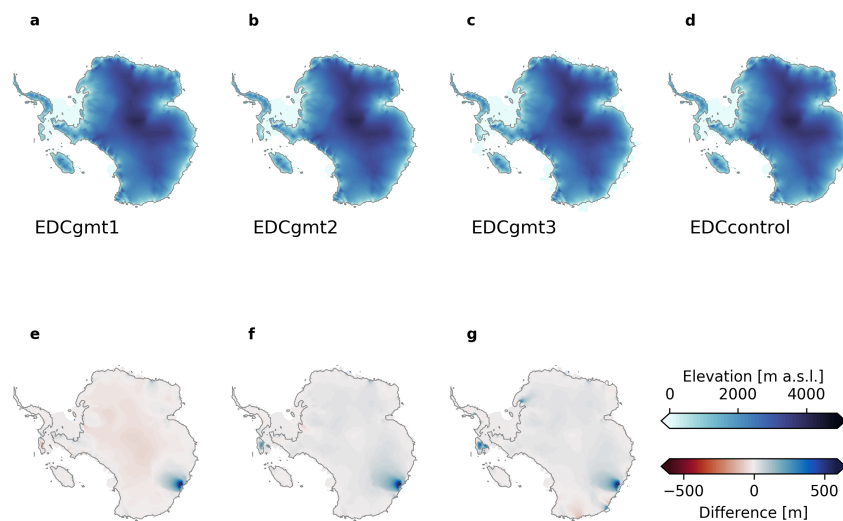 a b c d
EDCgmt1 EDCgmt2 EDCgmt3 EDCcontrol
e f g
Elevation [m a.s.l.]
0 2000 4000
−500 0 500
Difference [m]